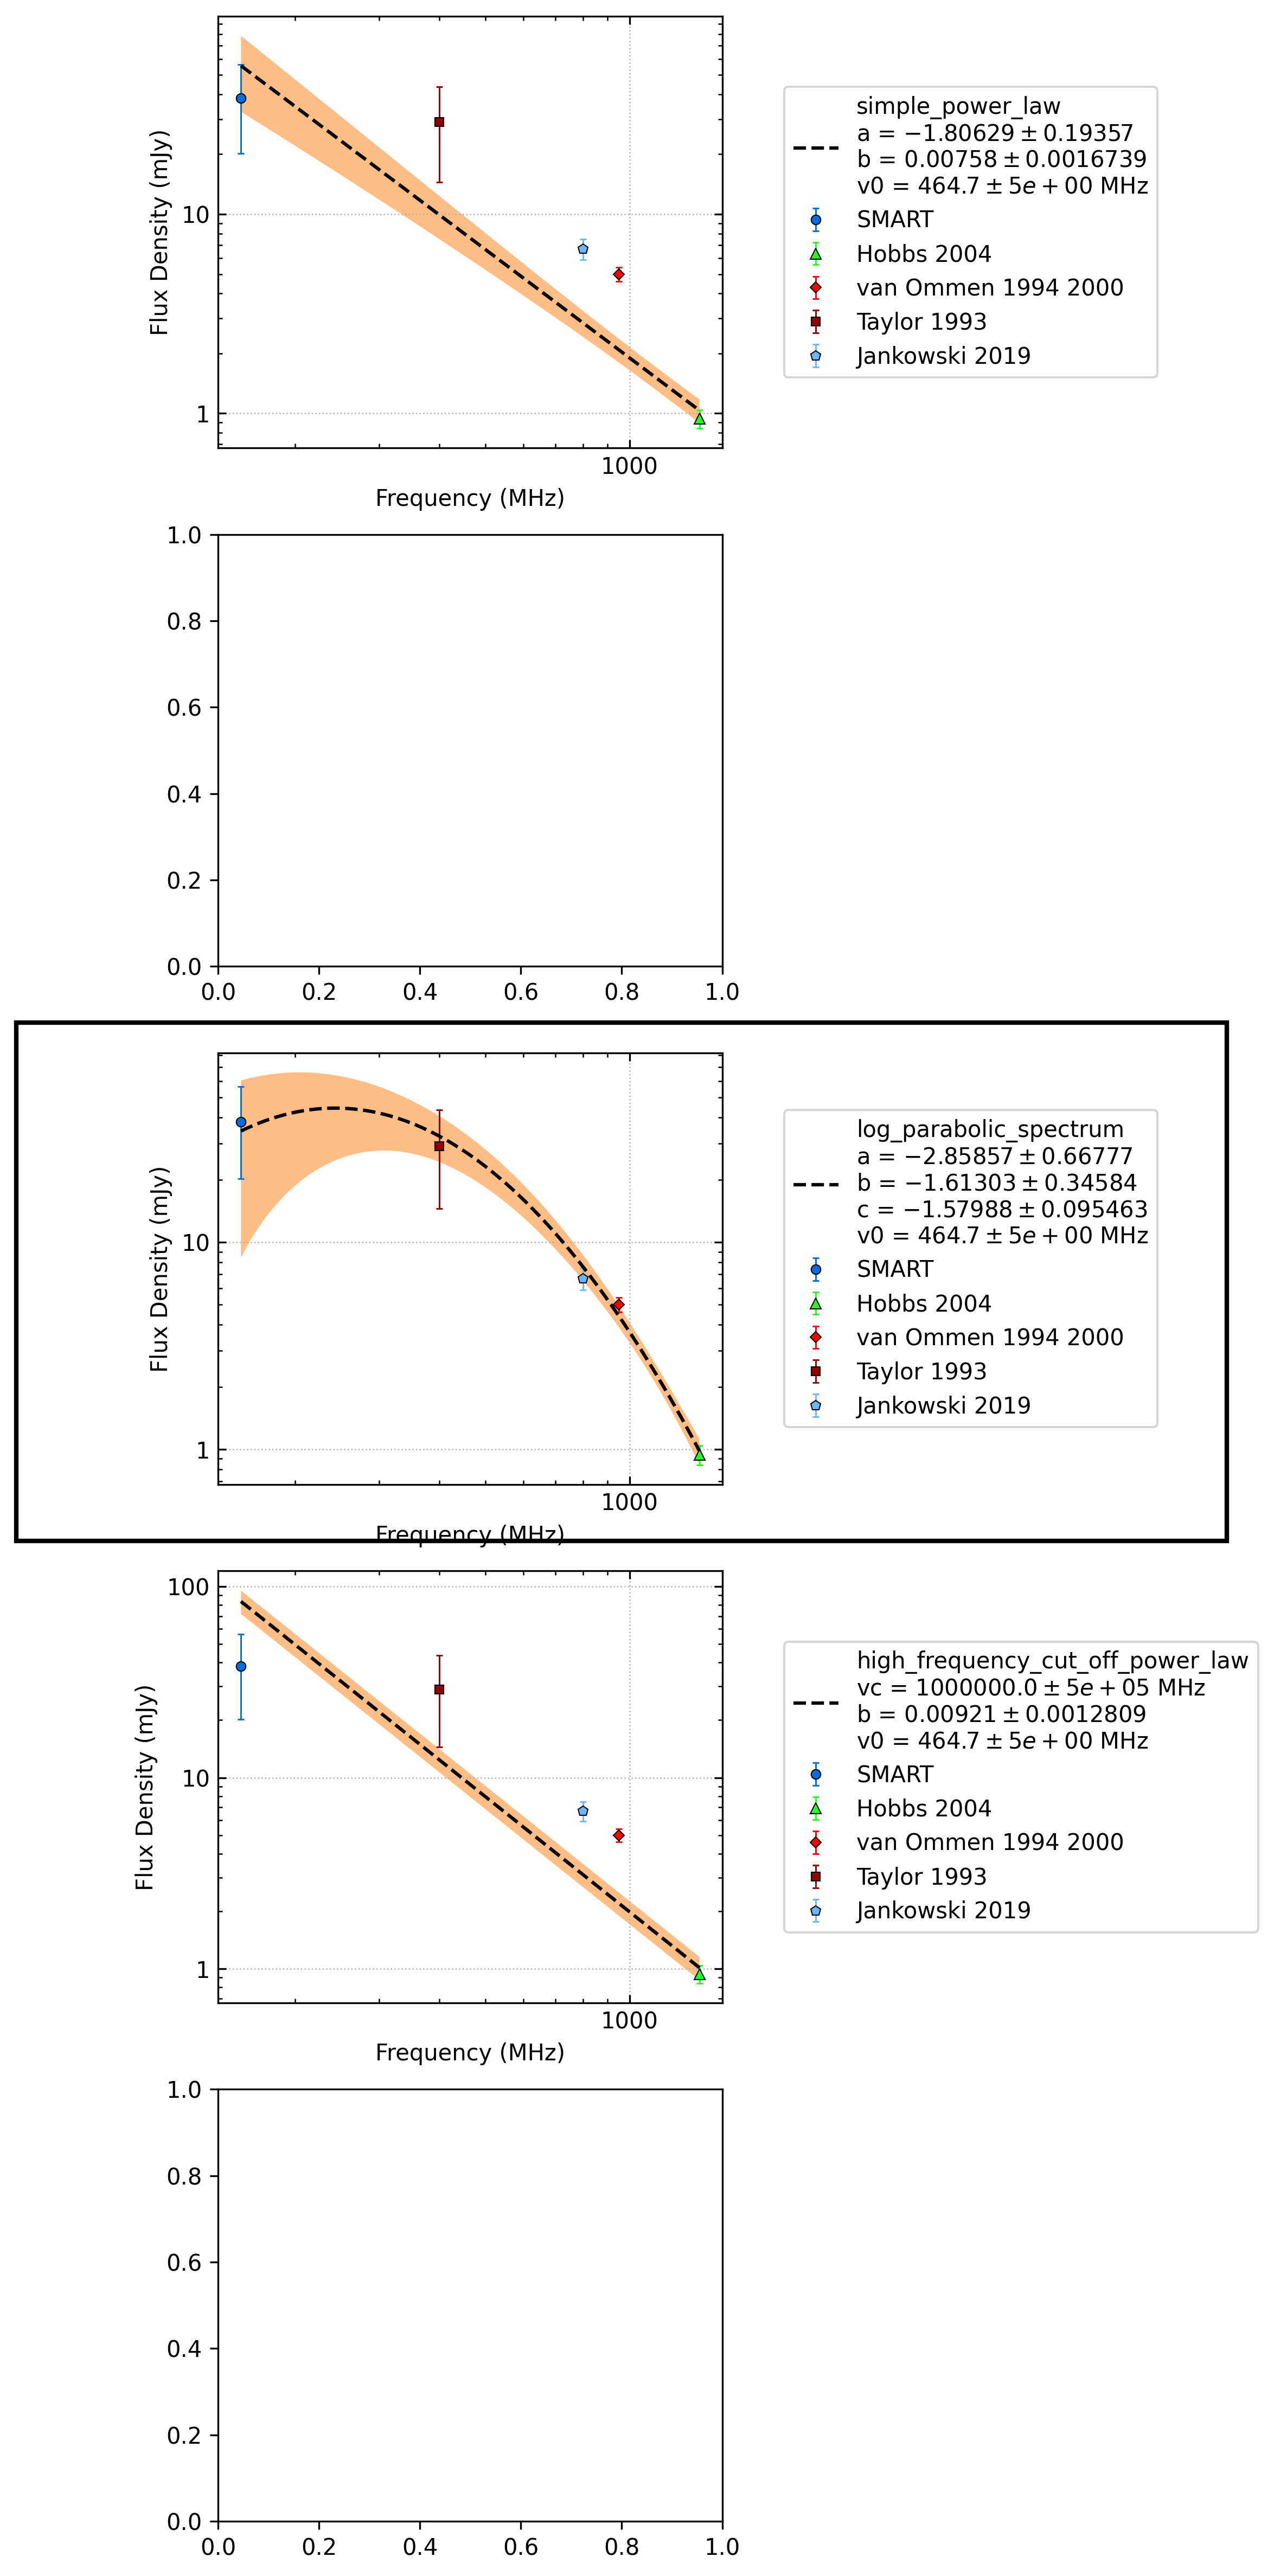 10
1
Flux Density (mJy)
1000
Frequency (MHz)
simple_power_law
a = −1.80629 ± 0.19357
b = 0.00758 ± 0.0016739
v0 = 464.7 ± 5e + 00 MHz
SMART
Hobbs 2004
van Ommen 1994 2000
Taylor 1993
Jankowski 2019
1.0
0.8
0.6
0.4
0.2
0.0
0.0 0.2 0.4 0.6 0.8 1.0
10
1
Flux Density (mJy)
1000
Frequency (MHz)
log_parabolic_spectrum
a = −2.85857 ± 0.66777
b = −1.61303 ± 0.34584
c = −1.57988 ± 0.095463
v0 = 464.7 ± 5e + 00 MHz
SMART
Hobbs 2004
van Ommen 1994 2000
Taylor 1993
Jankowski 2019
100
10
1
Flux Density (mJy)
1000
Frequency (MHz)
high_frequency_cut_off_power_law
vc = 1000000.0 ± 5e + 05 MHz
b = 0.00921 ± 0.0012809
v0 = 464.7 ± 5e + 00 MHz
SMART
Hobbs 2004
van Ommen 1994 2000
Taylor 1993
Jankowski 2019
1.0
0.8
0.6
0.4
0.2
0.0
0.0 0.2 0.4 0.6 0.8 1.0